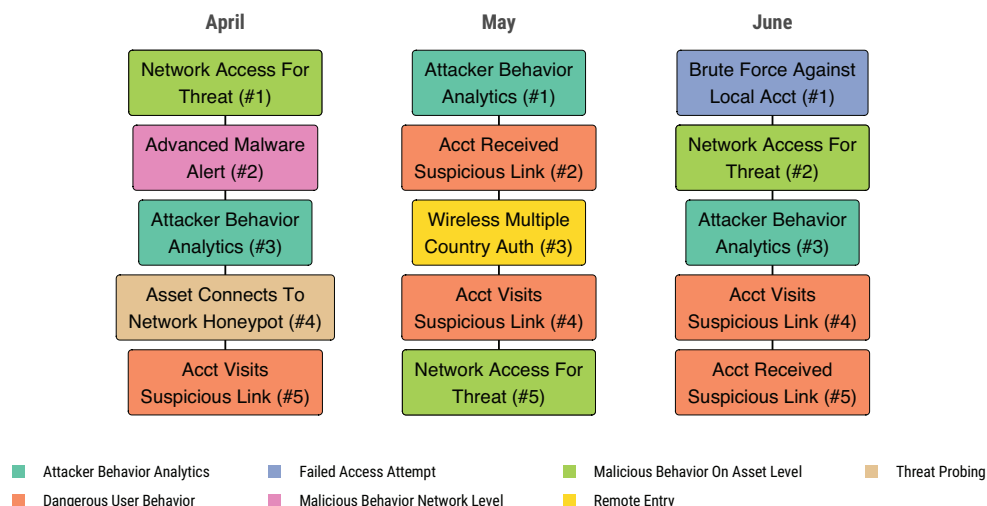 April
Network Access For
Threat (#1)
Advanced Malware
Alert (#2)
Attacker Behavior
Analytics (#3)
Asset Connects To
Network Honeypot (#4)
Acct Visits
Suspicious Link (#5)
May
Attacker Behavior
Analytics (#1)
Acct Received
Suspicious Link (#2)
Wireless Multiple
Country Auth (#3)
Acct Visits
Suspicious Link (#4)
Network Access For
Threat (#5)
June
Brute Force Against
Local Acct (#1)
Network Access For
Threat (#2)
Attacker Behavior
Analytics (#3)
Acct Visits
Suspicious Link (#4)
Acct Received
Suspicious Link (#5)
Attacker Behavior Analytics
Dangerous User Behavior
Failed Access Attempt
Malicious Behavior Network Level
Malicious Behavior On Asset Level
Remote Entry
Threat Probing